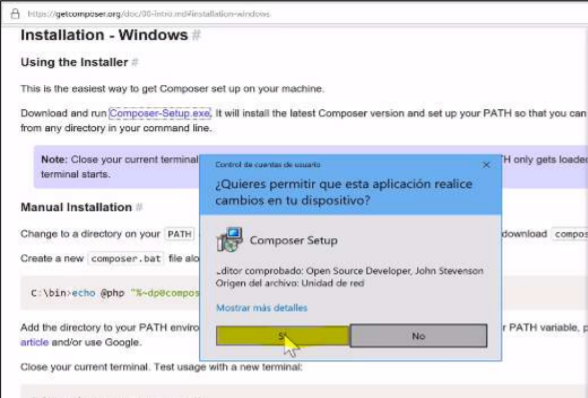 https://getcomposer.org/doc/00-intro.md#installation-windows
Installation - Windows #
Using the Installer #
This is the easiest way to get Composer set up on your machine.
Download and run Composer-Setup.exe. It will install the latest Composer version and set up your PATH so that you can
from any directory in your command line.
Note: Close your current terminal
TH only gets loaded
terminal starts.
Control de cuentas de usuario
¿Quieres permitir que esta aplicación realice
cambios en tu dispositivo?
Composer Setup
Editor comprobado: Open Source Developer, John Stevenson
Origen del archivo: Unidad de red
Mostrar más detalles
Sí
No
Manual Installation #
Change to a directory on your PATH
download compos
Create a new composer.bat file alo
C:\bin>echo @php "%~dp0compos
Add the directory to your PATH enviro
r PATH variable, p
article and/or use Google.
Close your current terminal. Test usage with a new terminal: